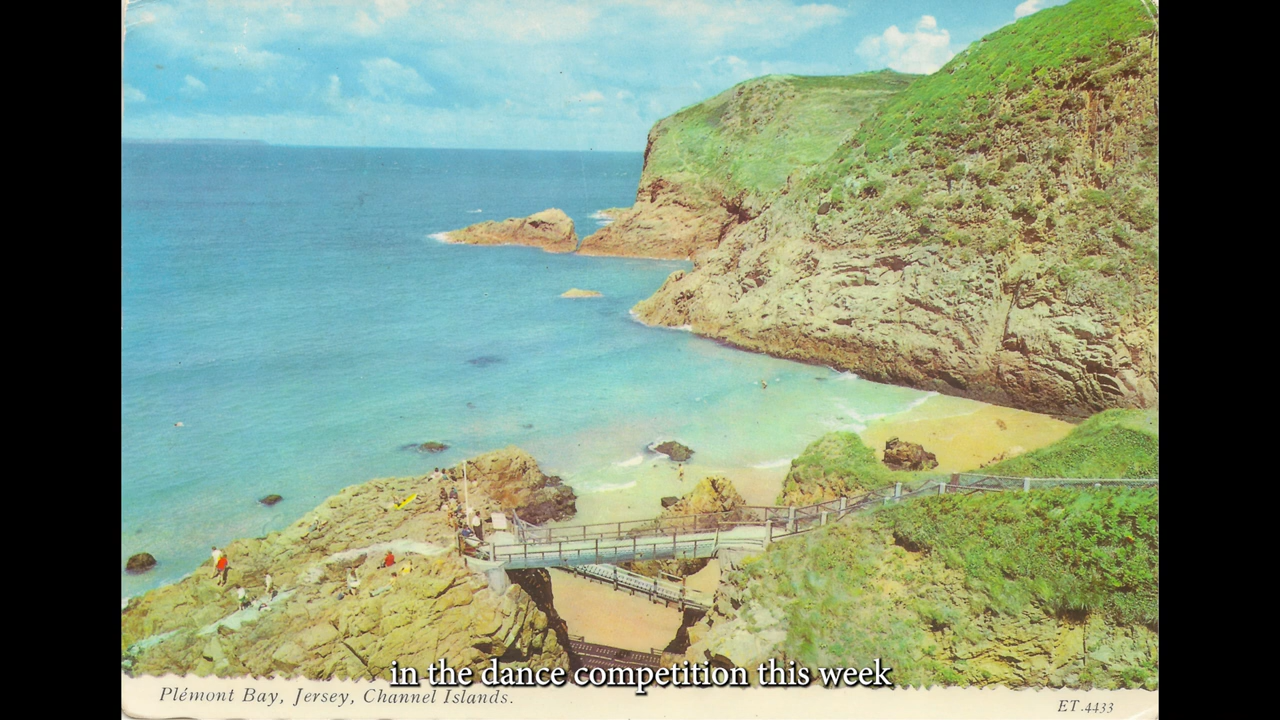 in the dance competition this week
Plémont Bay, Jersey, Channel Islands.
ET.4433